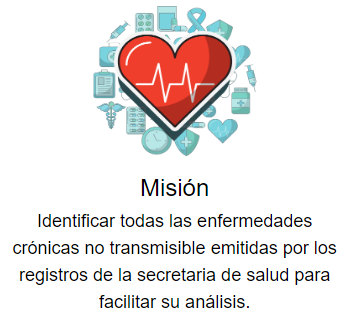 Misión
Identificar todas las enfermedades
crónicas no transmisible emitidas por los
registros de la secretaria de salud para
facilitar su análisis.